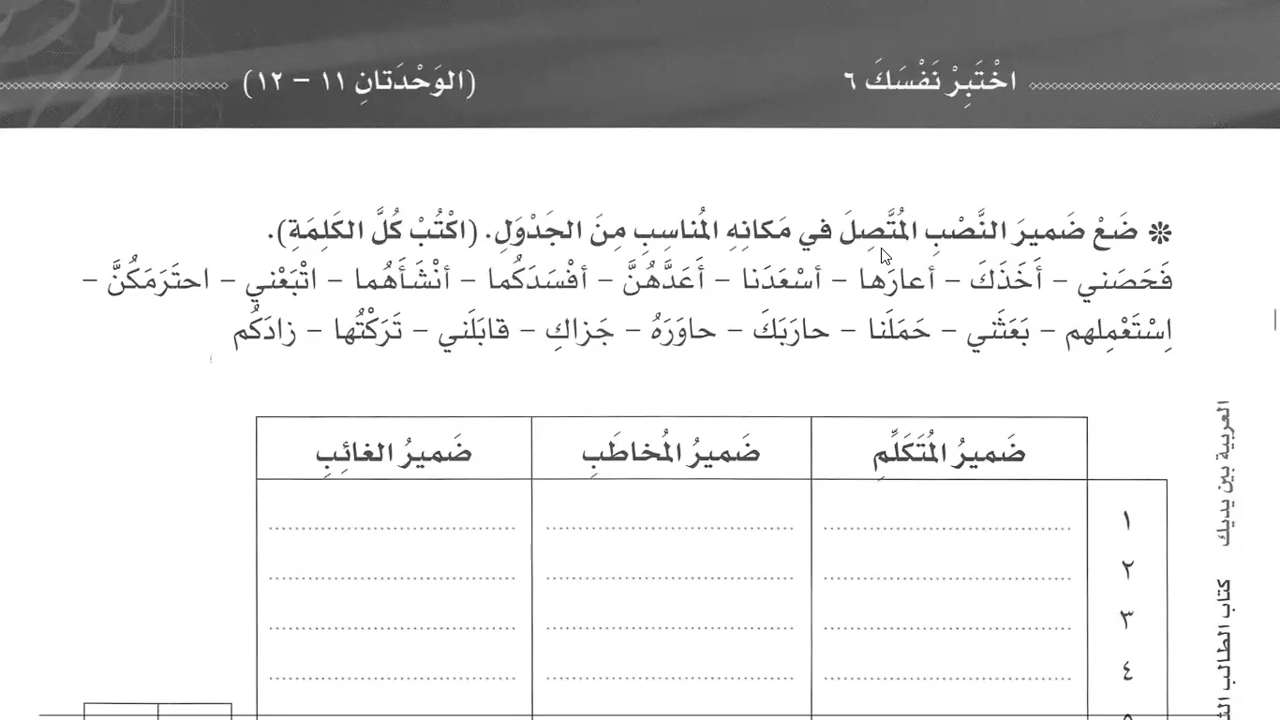 اخْتَبِرْ نَفْسَكَ ٦
(الوَحْدَتانِ ١١ – ١٢)
❊ ضَعْ ضَميرَ النَّصْبِ المُتَّصِلَ في مَكانِهِ المُناسِبِ مِنَ الجَدْوَلِ. (اكْتُبْ كُلَّ الكَلِمَةِ).
فَحَصَني – أَخَذَكَ – أعارَها – أسْعَدَنا – أَعَدَّهُنَّ – أفْسَدَكُما – أنْشَأَهُما – اتْبَعْني – احتَرَمَكُنَّ –
اِسْتَعْمِلهم – بَعَثَني – حَمَلَنا – حارَبَكَ – حاوَرَهُ – جَزاكِ – قابَلَني – تَرَكْتُها – زادَكُم
ضَميرُ المُتَكَلِّمِ
ضَميرُ المُخاطَبِ
ضَميرُ الغائِبِ
١
٢
٣
٤
العربية بين يديك
كتاب الطالب